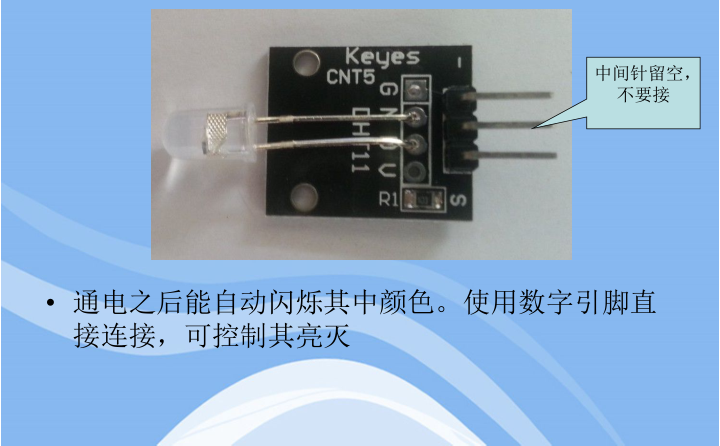 Keyes
CNT5
G
N
D
V
DHT11
R1
S
-
中间针留空，
不要接
• 通电之后能自动闪烁其中颜色。使用数字引脚直
接连接，可控制其亮灭